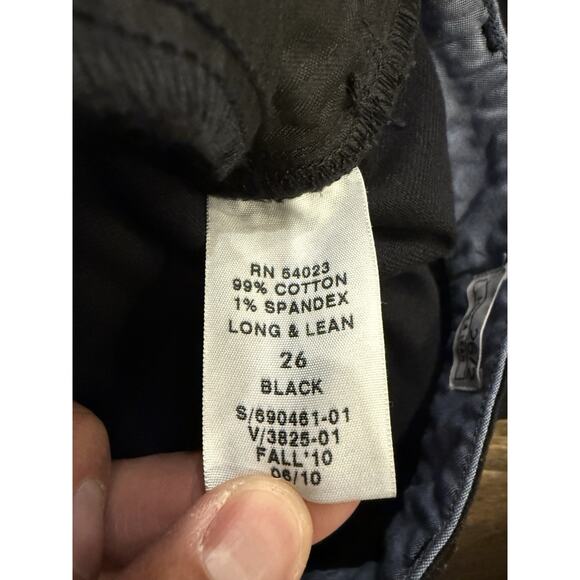 RN 54023
99% COTTON
1% SPANDEX
LONG & LEAN
26
BLACK
S/690461-01
V/3825-01
FALL'10
06/10